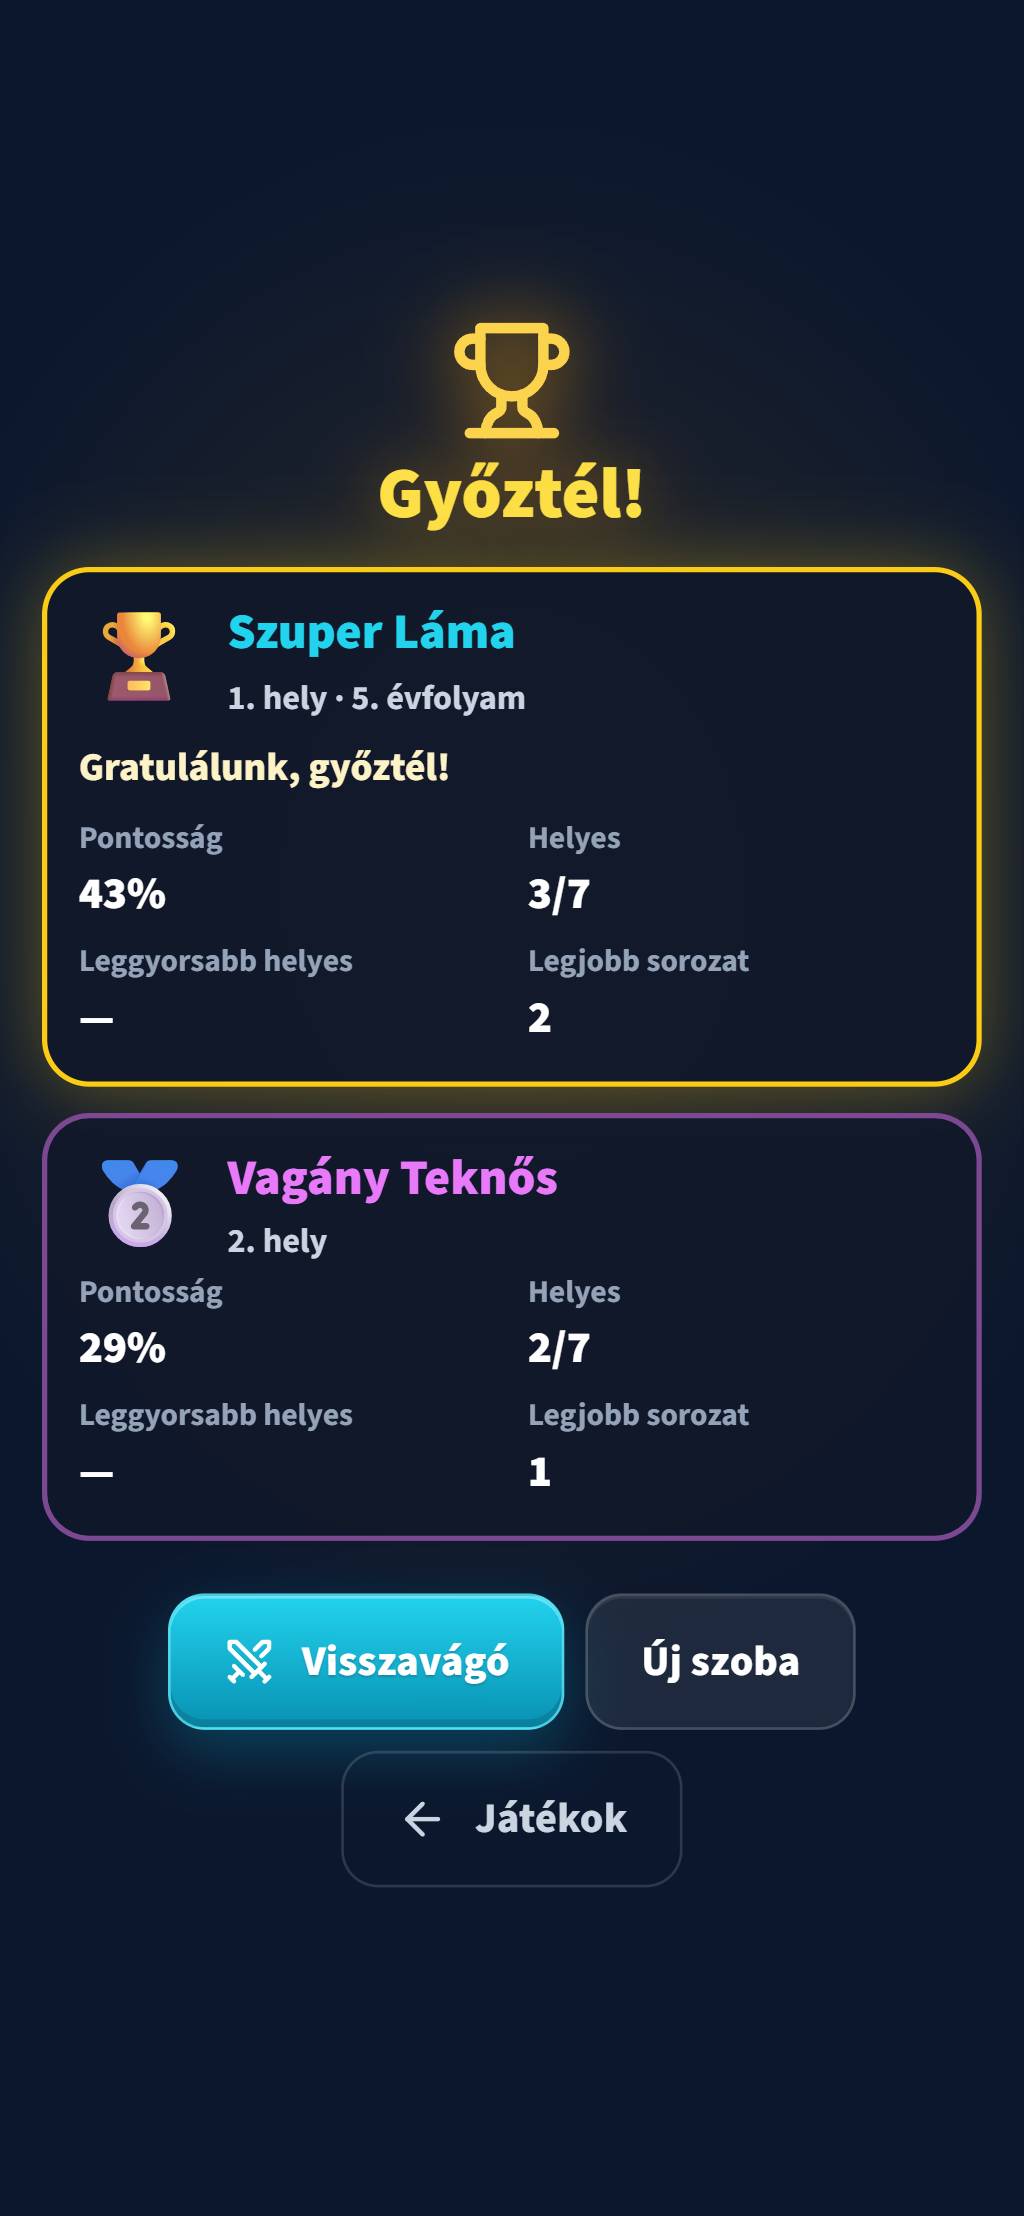 Győztél!
Szuper Láma
1. hely · 5. évfolyam
Gratulálunk, győztél!
Pontosság
Helyes
43%
3/7
Leggyorsabb helyes
Legjobb sorozat
—
2
2
Vagány Teknős
2. hely
Pontosság
Helyes
29%
2/7
Leggyorsabb helyes
Legjobb sorozat
—
1
Visszavágó
Új szoba
Játékok